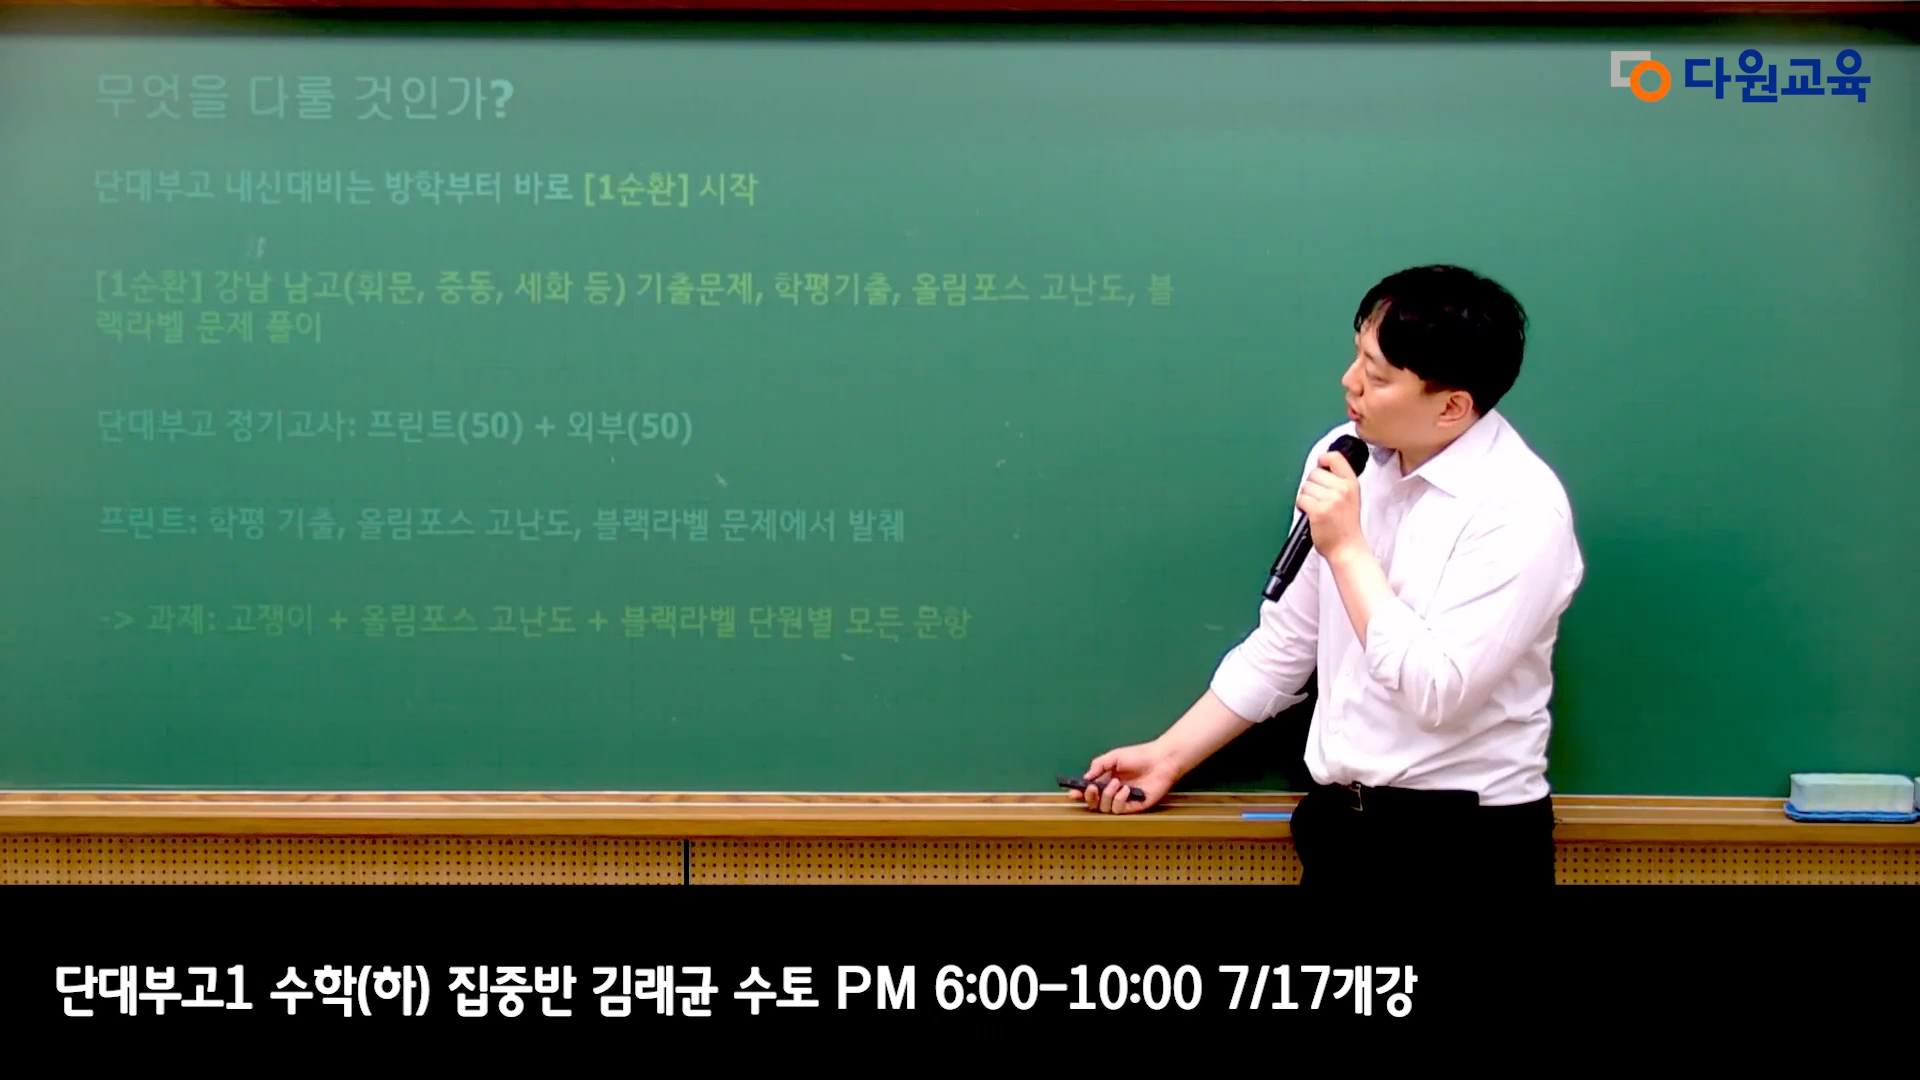 다원교육
무엇을 다룰 것인가?
단대부고 내신대비는 방학부터 바로 [1순환] 시작
[1순환] 강남 남고(휘문, 중동, 세화 등) 기출문제, 학평기출, 올림포스 고난도, 블
랙라벨 문제 풀이
단대부고 정기고사: 프린트(50) + 외부(50)
프린트: 학평 기출, 올림포스 고난도, 블랙라벨 문제에서 발췌
-> 과제: 고쟁이 + 올림포스 고난도 + 블랙라벨 단원별 모든 문항
단대부고1 수학(하) 집중반 김래균 수토 PM 6:00-10:00 7/17개강